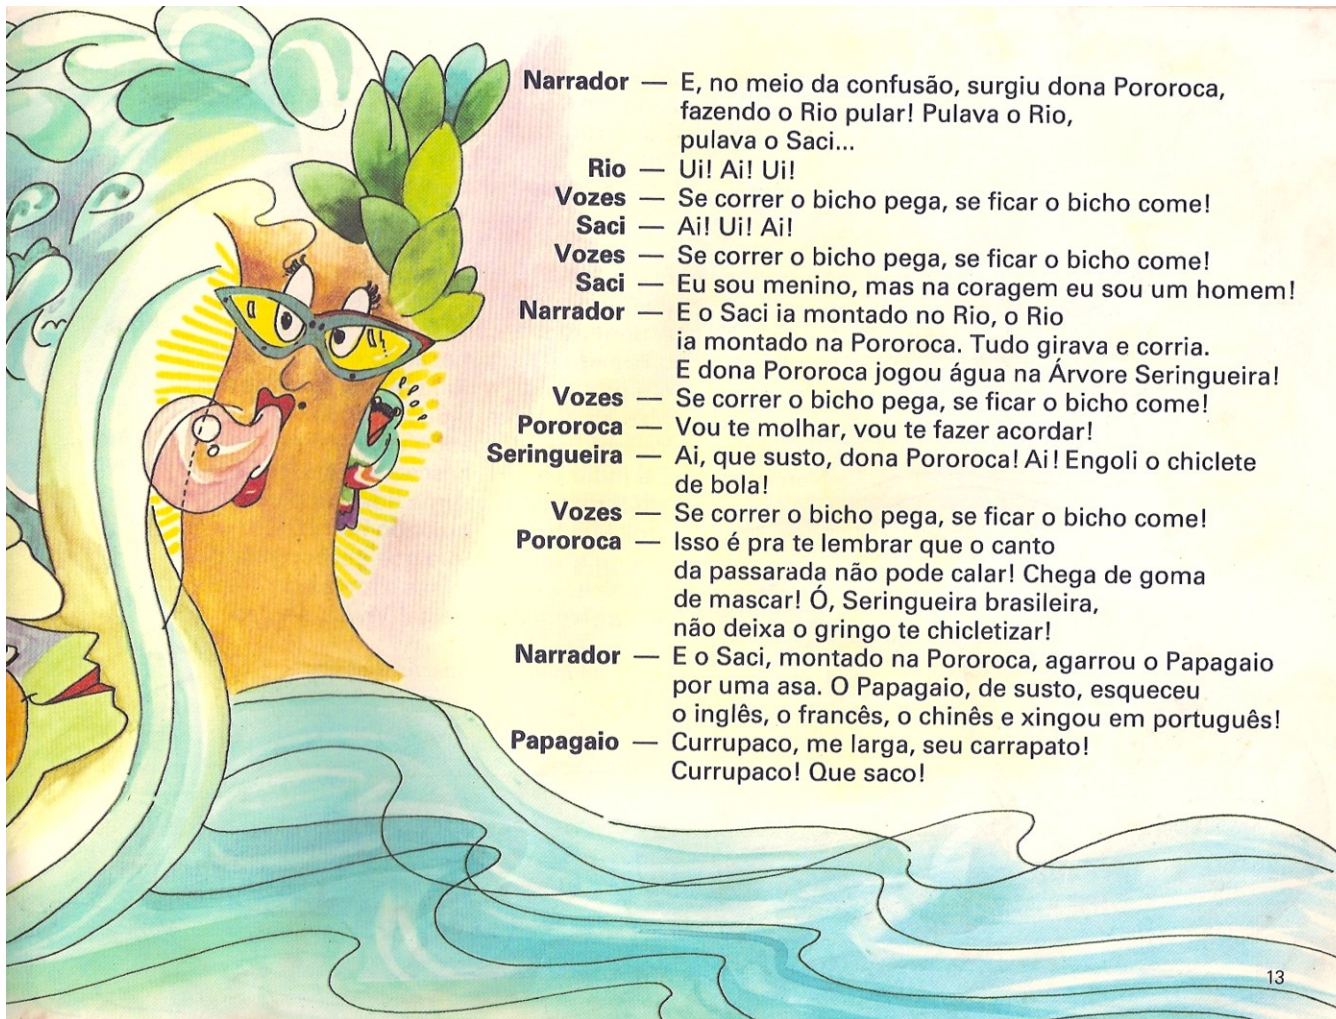 Narrador — E, no meio da confusão, surgiu dona Pororoca,
fazendo o Rio pular! Pulava o Rio,
pulava o Saci...
Rio — Ui! Ai! Ui!
Vozes — Se correr o bicho pega, se ficar o bicho come!
Saci — Ai! Ui! Ai!
Vozes — Se correr o bicho pega, se ficar o bicho come!
Saci — Eu sou menino, mas na coragem eu sou um homem!
Narrador — E o Saci ia montado no Rio, o Rio
ia montado na Pororoca. Tudo girava e corria.
E dona Pororoca jogou água na Árvore Seringueira!
Vozes — Se correr o bicho pega, se ficar o bicho come!
Pororoca — Vou te molhar, vou te fazer acordar!
Seringueira — Ai, que susto, dona Pororoca! Ai! Engoli o chiclete
de bola!
Vozes — Se correr o bicho pega, se ficar o bicho come!
Pororoca — Isso é pra te lembrar que o canto
da passarada não pode calar! Chega de goma
de mascar! Ó, Seringueira brasileira,
não deixa o gringo te chicletizar!
Narrador — E o Saci, montado na Pororoca, agarrou o Papagaio
por uma asa. O Papagaio, de susto, esqueceu
o inglês, o francês, o chinês e xingou em português!
Papagaio — Currupaco, me larga, seu carrapato!
Currupaco! Que saco!
13